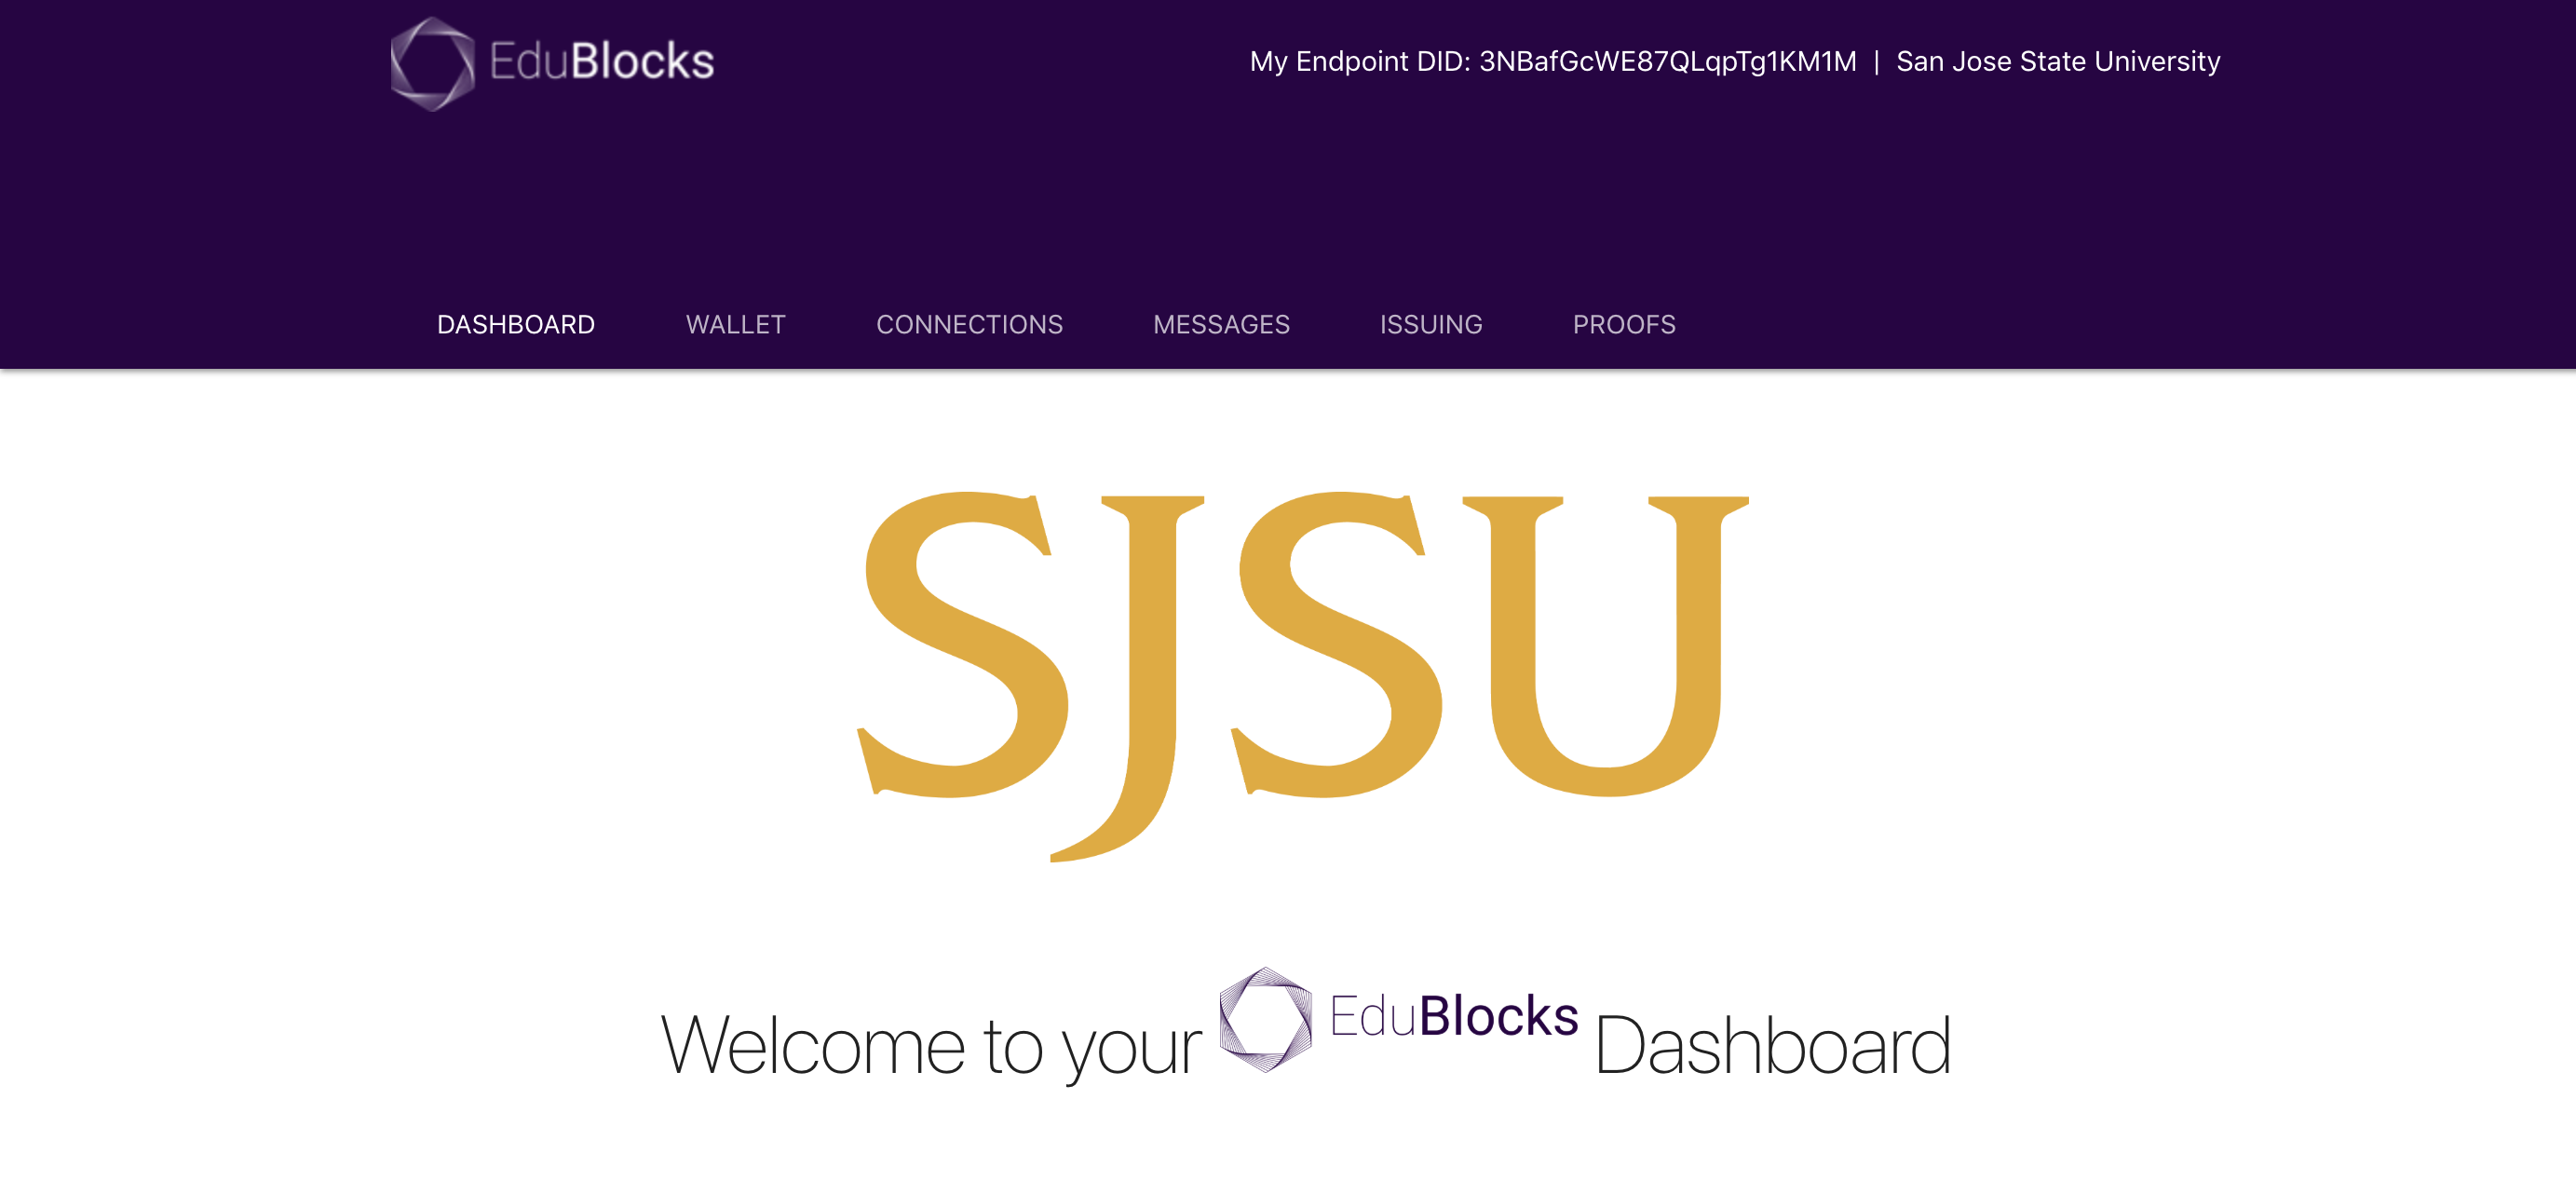 EduBlocks
My Endpoint DID: 3NBafGcWE87QLqpTg1KM1M | San Jose State University
DASHBOARD WALLET CONNECTIONS MESSAGES ISSUING PROOFS
SJSU
Welcome to your EduBlocks Dashboard